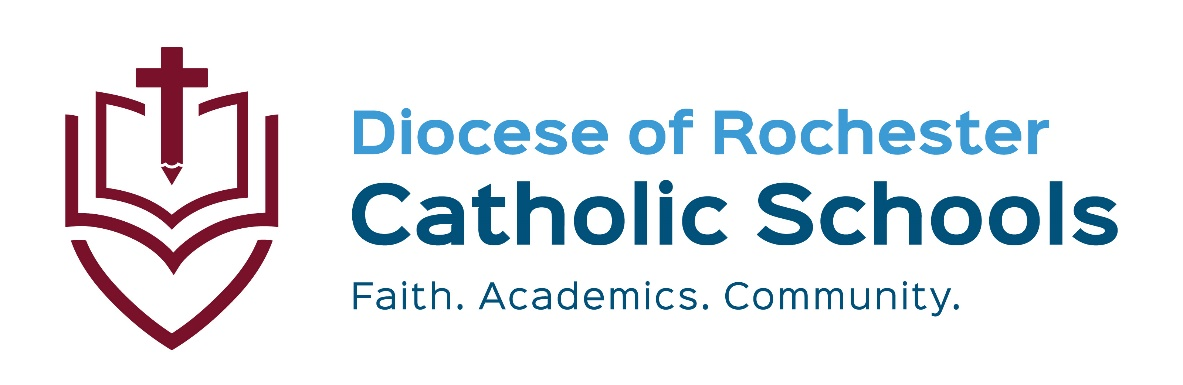 Diocese of Rochester
Catholic Schools
Faith. Academics. Community.